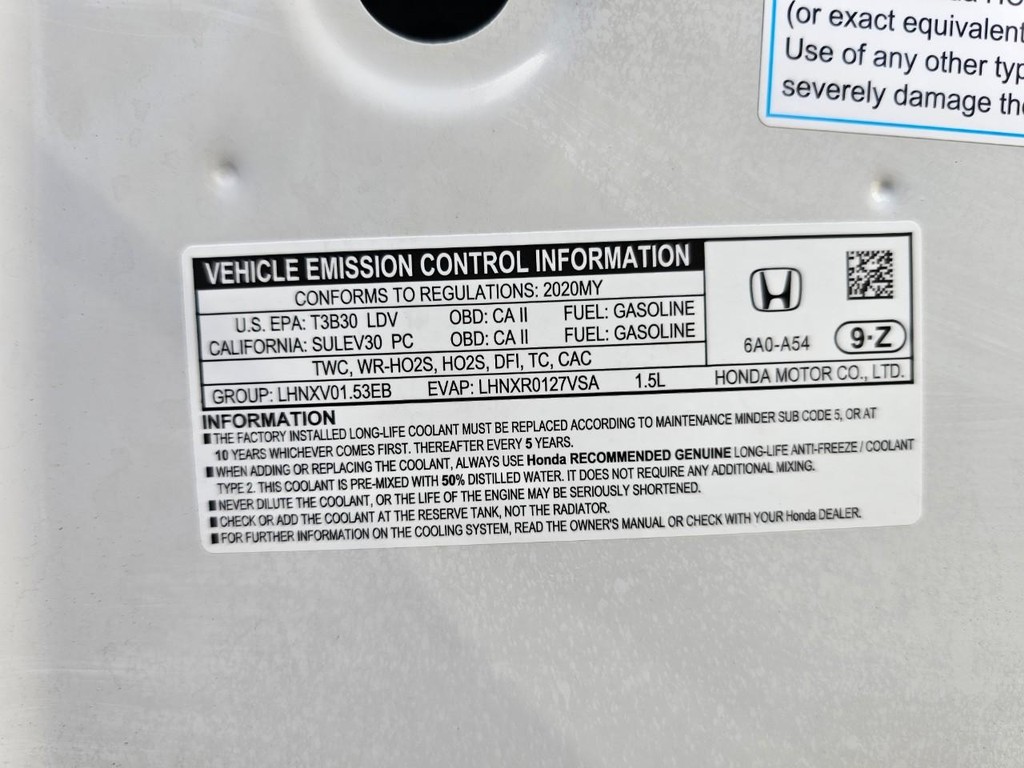 (or exact equivalent
Use of any other
severely damage
VEHICLE EMISSION CONTROL INFORMATION
CONFORMS TO REGULATIONS: 2020MY
U.S. EPA: T3B30 LDV OBD: CA II FUEL: GASOLINE
CALIFORNIA: SULEV30 PC OBD: CA II FUEL: GASOLINE
TWC, WR-HO2S, HO2S, DFI, TC, CAC
GROUP: LHNXV01.53EB EVAP: LHNXR0127VSA 1.5L
6A0-A54 9·Z
HONDA MOTOR CO., LTD.
INFORMATION
THE FACTORY INSTALLED LONG-LIFE COOLANT MUST BE REPLACED ACCORDING TO MAINTENANCE MINDER SUB CODE 5, OR AT
10 YEARS WHICHEVER COMES FIRST. THEREAFTER EVERY 5 YEARS.
WHEN ADDING OR REPLACING THE COOLANT, ALWAYS USE Honda RECOMMENDED GENUINE LONG-LIFE ANTI-FREEZE / COOLANT
TYPE 2. THIS COOLANT IS PRE-MIXED WITH 50% DISTILLED WATER. IT DOES NOT REQUIRE ANY ADDITIONAL MIXING.
NEVER DILUTE THE COOLANT, OR THE LIFE OF THE ENGINE MAY BE SERIOUSLY SHORTENED.
CHECK OR ADD THE COOLANT AT THE RESERVE TANK, NOT THE RADIATOR.
FOR FURTHER INFORMATION ON THE COOLING SYSTEM, READ THE OWNER'S MANUAL OR CHECK WITH YOUR Honda DEALER.